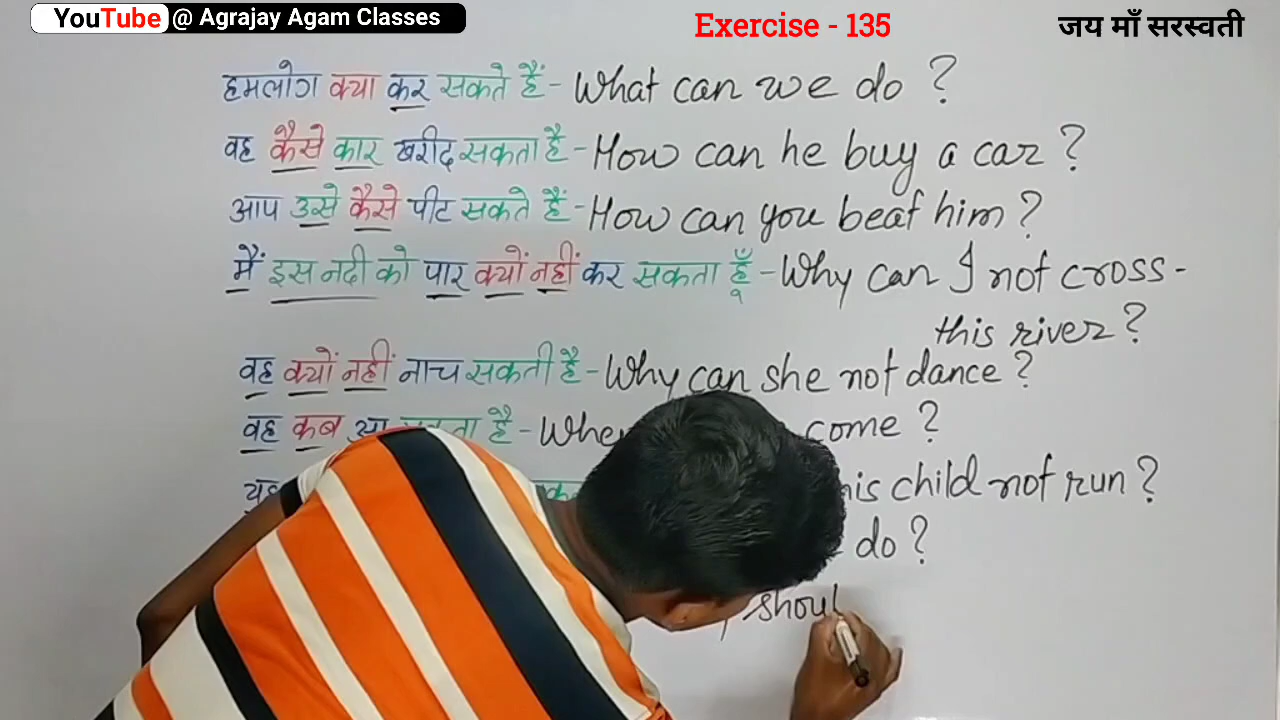 YouTube @ Agrajay Agam Classes
Exercise - 135
जय माँ सरस्वती
हमलोग क्या कर सकते हैं - What can we do ?
वह कैसे कार खरीद सकता है - How can he buy a car ?
आप उसे कैसे पीट सकते हैं - How can you beat him ?
मैं इस नदी को पार क्यों नहीं कर सकता हूँ - Why can I not cross -
this river ?
वह क्यों नहीं नाच सकती है - Why can she not dance ?
वह कब है - come ?
child not run ?
do ?